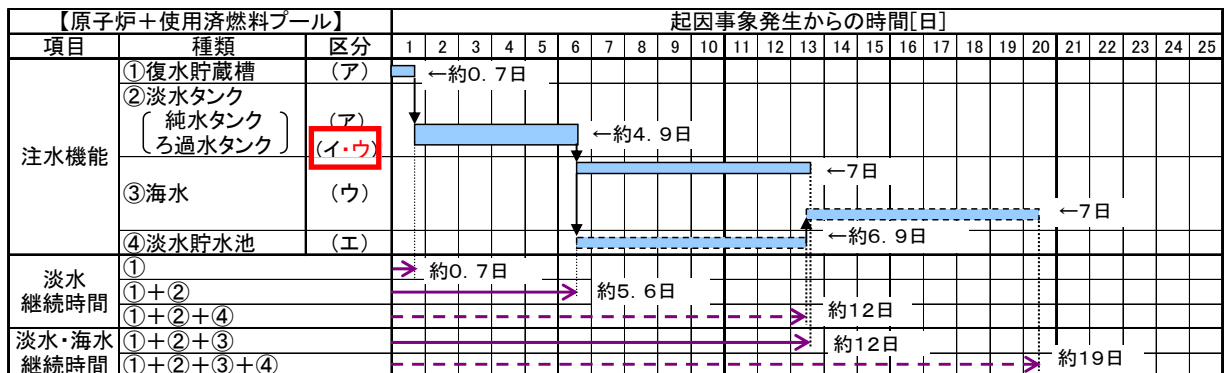 【原子炉+使用済燃料プール】 起因事象発生からの時間[日]
項目 種類 区分 1 2 3 4 5 6 7 8 9 10 11 12 13 14 15 16 17 18 19 20 21 22 23 24 25
注水機能
①復水貯蔵槽 (ア) ←約0.7日
②淡水タンク
純水タンク (ア)
ろ過水タンク (イ・ウ) ←約4.9日
③海水 (ウ) ←7日
←7日
④淡水貯水池 (エ) ←約6.9日
淡水
継続時間
① 約0.7日
①+② 約5.6日
①+②+④ 約12日
淡水・海水
継続時間
①+②+③ 約12日
①+②+③+④ 約19日